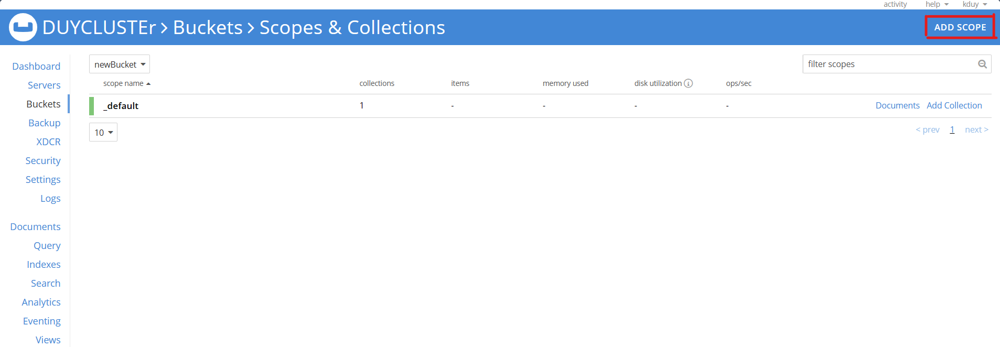 activity help kduy
DUYCLUSTEr > Buckets > Scopes & Collections
ADD SCOPE
Dashboard
Servers
Buckets
Backup
XDCR
Security
Settings
Logs
Documents
Query
Indexes
Search
Analytics
Eventing
Views
newBucket
filter scopes
scope name collections items memory used disk utilization ops/sec
_default 1 - - - - Documents Add Collection
10
< prev 1 next >